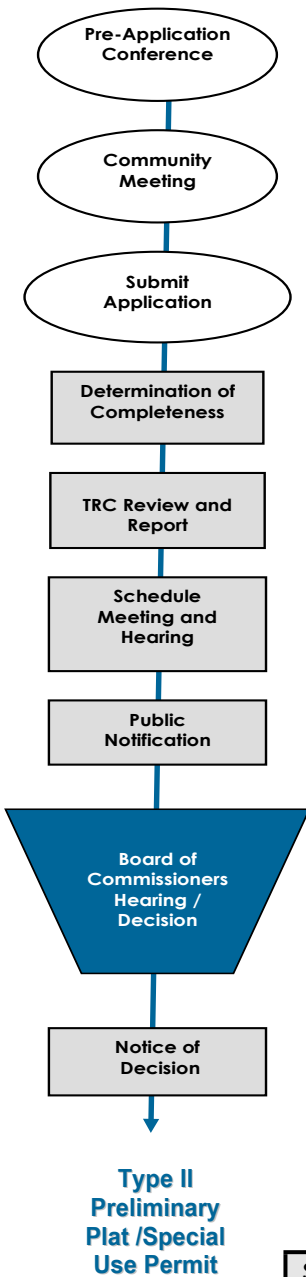 Pre-Application
Conference
Community
Meeting
Submit
Application
Determination of
Completeness
TRC Review and
Report
Schedule
Meeting and
Hearing
Public
Notification
Board of
Commissioners
Hearing /
Decision
Notice of
Decision
Type II
Preliminary
Plat /Special
Use Permit